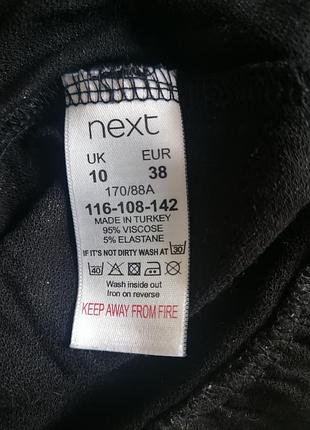 next
UK EUR
10 38
170/88A
116-108-142
MADE IN TURKEY
95% VISCOSE
5% ELASTANE
IF IT'S NOT DIRTY WASH AT 30
40
Wash inside out
Iron on reverse
KEEP AWAY FROM FIRE